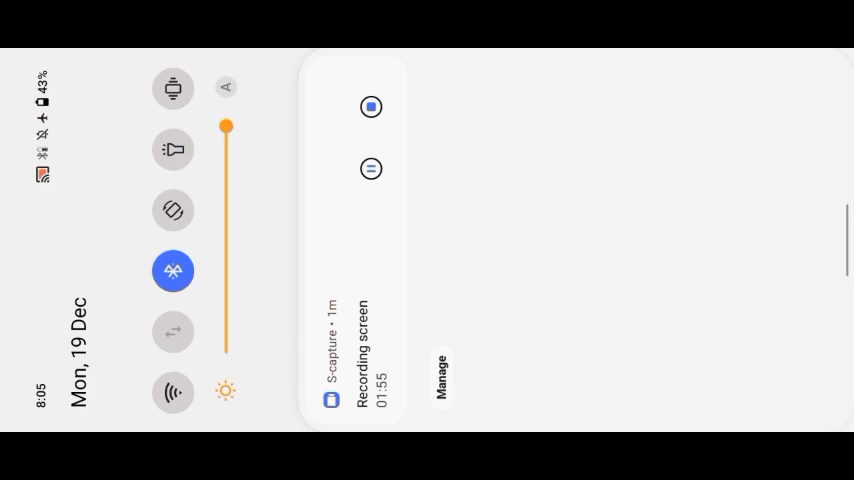 8:05
43%
Mon, 19 Dec
A
S-capture • 1m
Recording screen
01:55
Manage